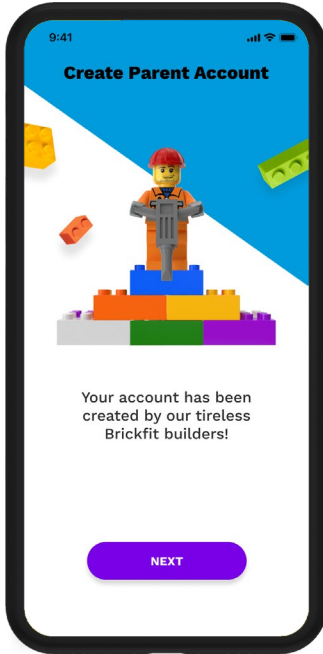 9:41
Create Parent Account
Your account has been
created by our tireless
Brickfit builders!
NEXT